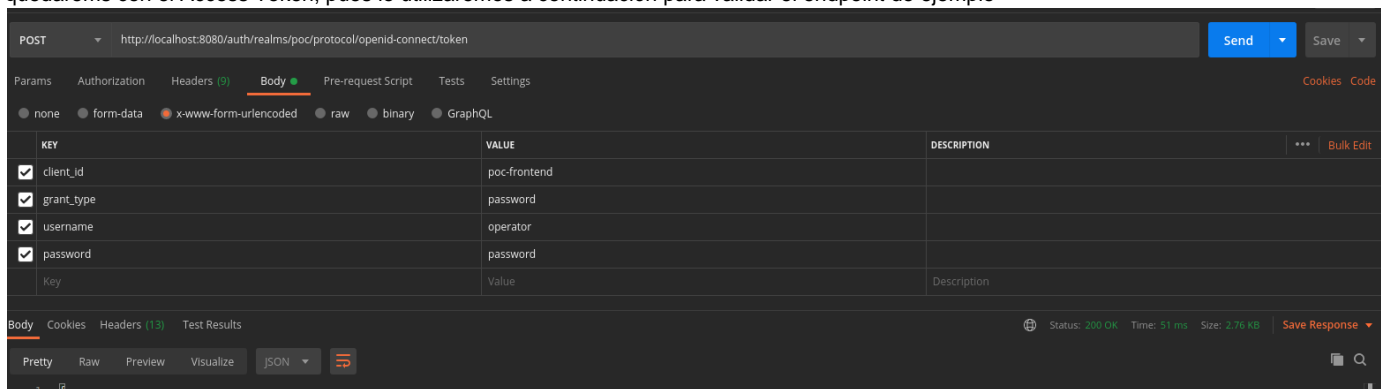 quedaremos con el Access Token, pues lo utilizaremos a continuación para validar el endpoint de ejemplo
POST http://localhost:8080/auth/realms/poc/protocol/openid-connect/token Send Save
Params Authorization Headers (9) Body Pre-request Script Tests Settings Cookies Code
none form-data x-www-form-urlencoded raw binary GraphQL
KEY VALUE DESCRIPTION ••• Bulk Edit
client_id poc-frontend
grant_type password
username operator
password password
Key Value Description
Body Cookies Headers (13) Test Results Status: 200 OK Time: 51 ms Size: 2.76 KB Save Response
Pretty Raw Preview Visualize JSON